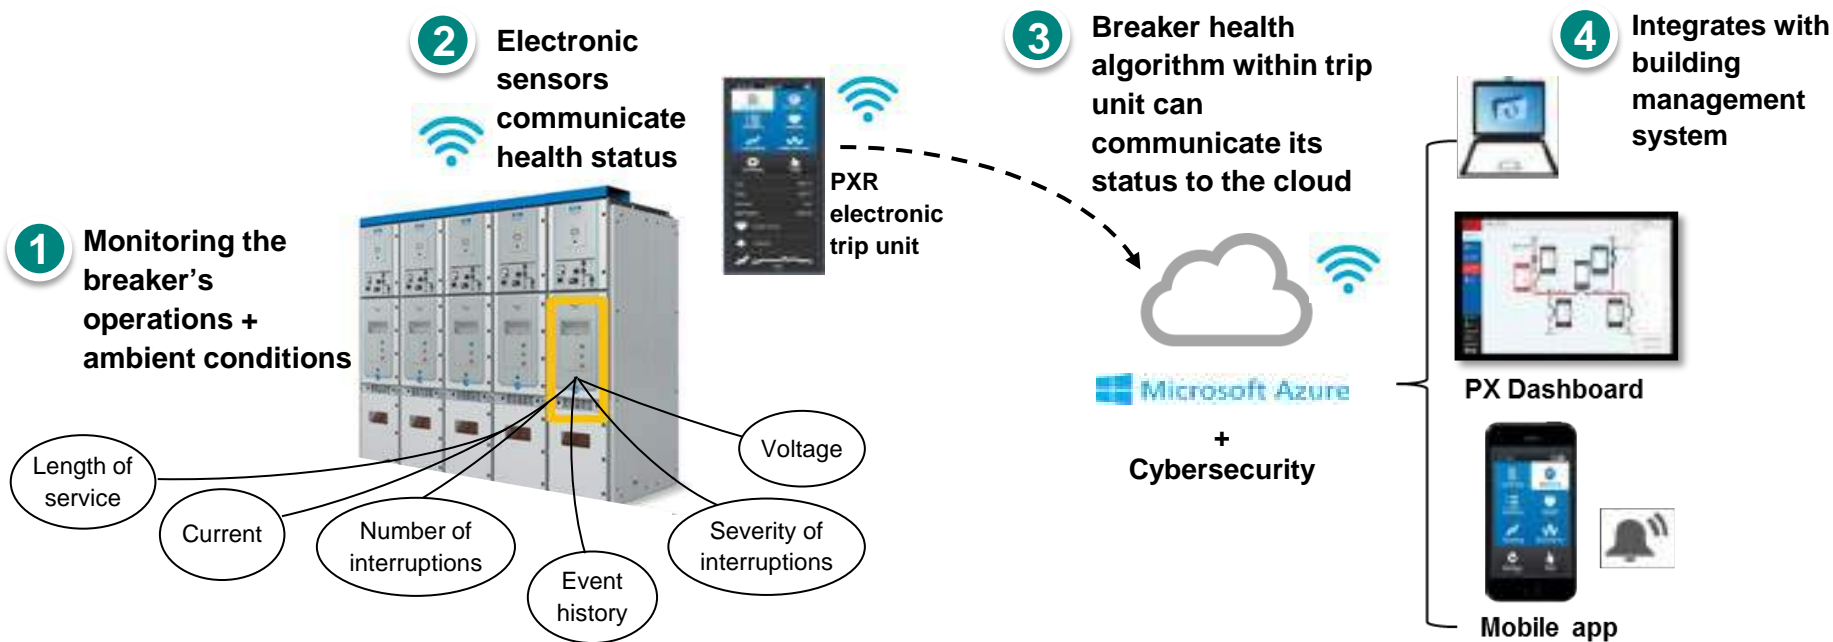 1
Monitoring the
breaker’s
operations +
ambient conditions
2
Electronic
sensors
communicate
health status
PXR
electronic
trip unit
3
Breaker health
algorithm within trip
unit can
communicate its
status to the cloud
4
Integrates with
building
management
system
Length of
service
Current
Number of
interruptions
Event
history
Severity of
interruptions
Voltage
Microsoft Azure
+
Cybersecurity
PX Dashboard
Mobile app